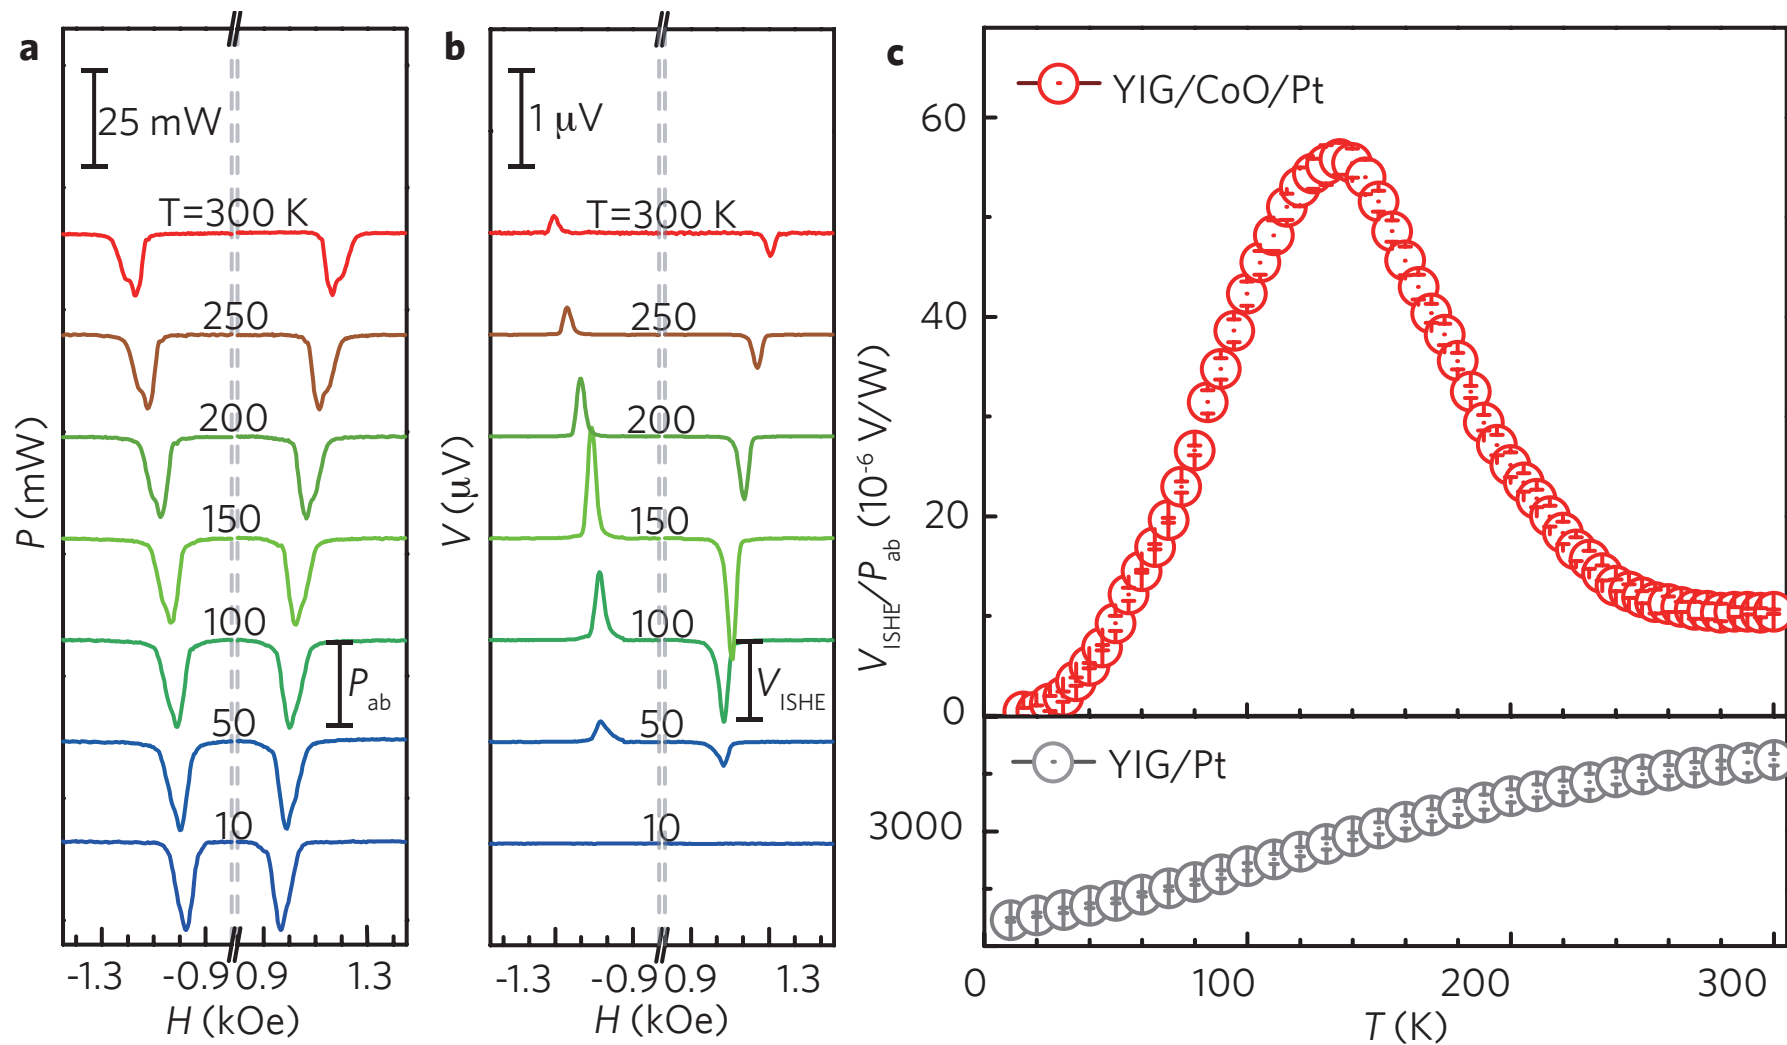 a
25 mW
T=300 K
250
200
150
100
P_ab
50
10
P (mW)
-1.3 -0.9 0.9 1.3
H (kOe)
b
1 μV
T=300 K
250
200
150
100
V_ISHE
50
10
V (μV)
-1.3 -0.9 0.9 1.3
H (kOe)
c
YIG/CoO/Pt
60
40
20
0
V_ISHE/P_ab (10^-6 V/W)
YIG/Pt
3000
0 100 200 300
T (K)